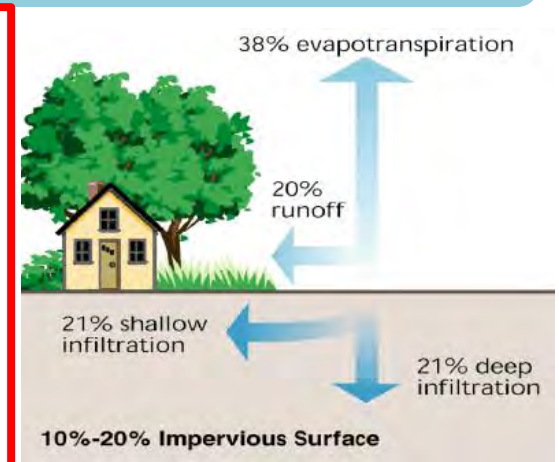 38% evapotranspiration
20%
runoff
21% shallow
infiltration
21% deep
infiltration
10%-20% Impervious Surface